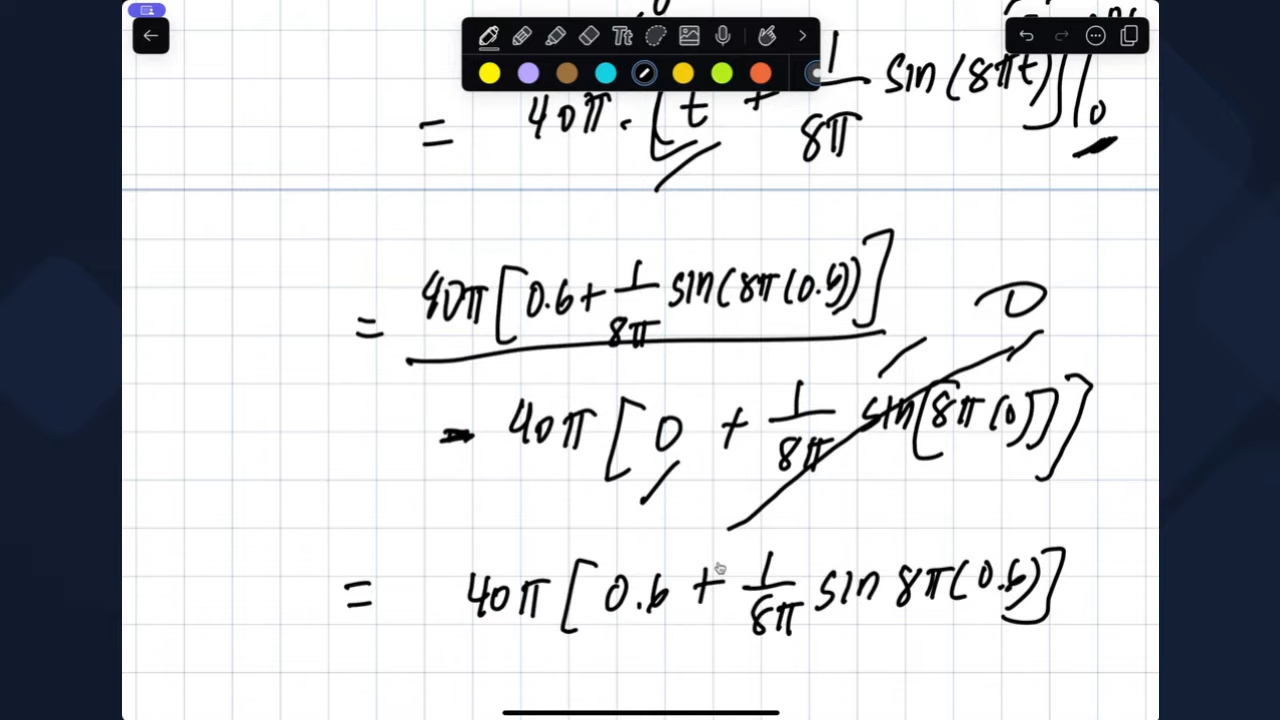 = 40π · [t + 1/8π sin(8πt)]|0
= 40π[0.6 + 1/8π sin(8π(0.6))]
0
- 40π[0 + 1/8π sin(8π(0))]
= 40π[0.6 + 1/8π sin 8π(0.6)]